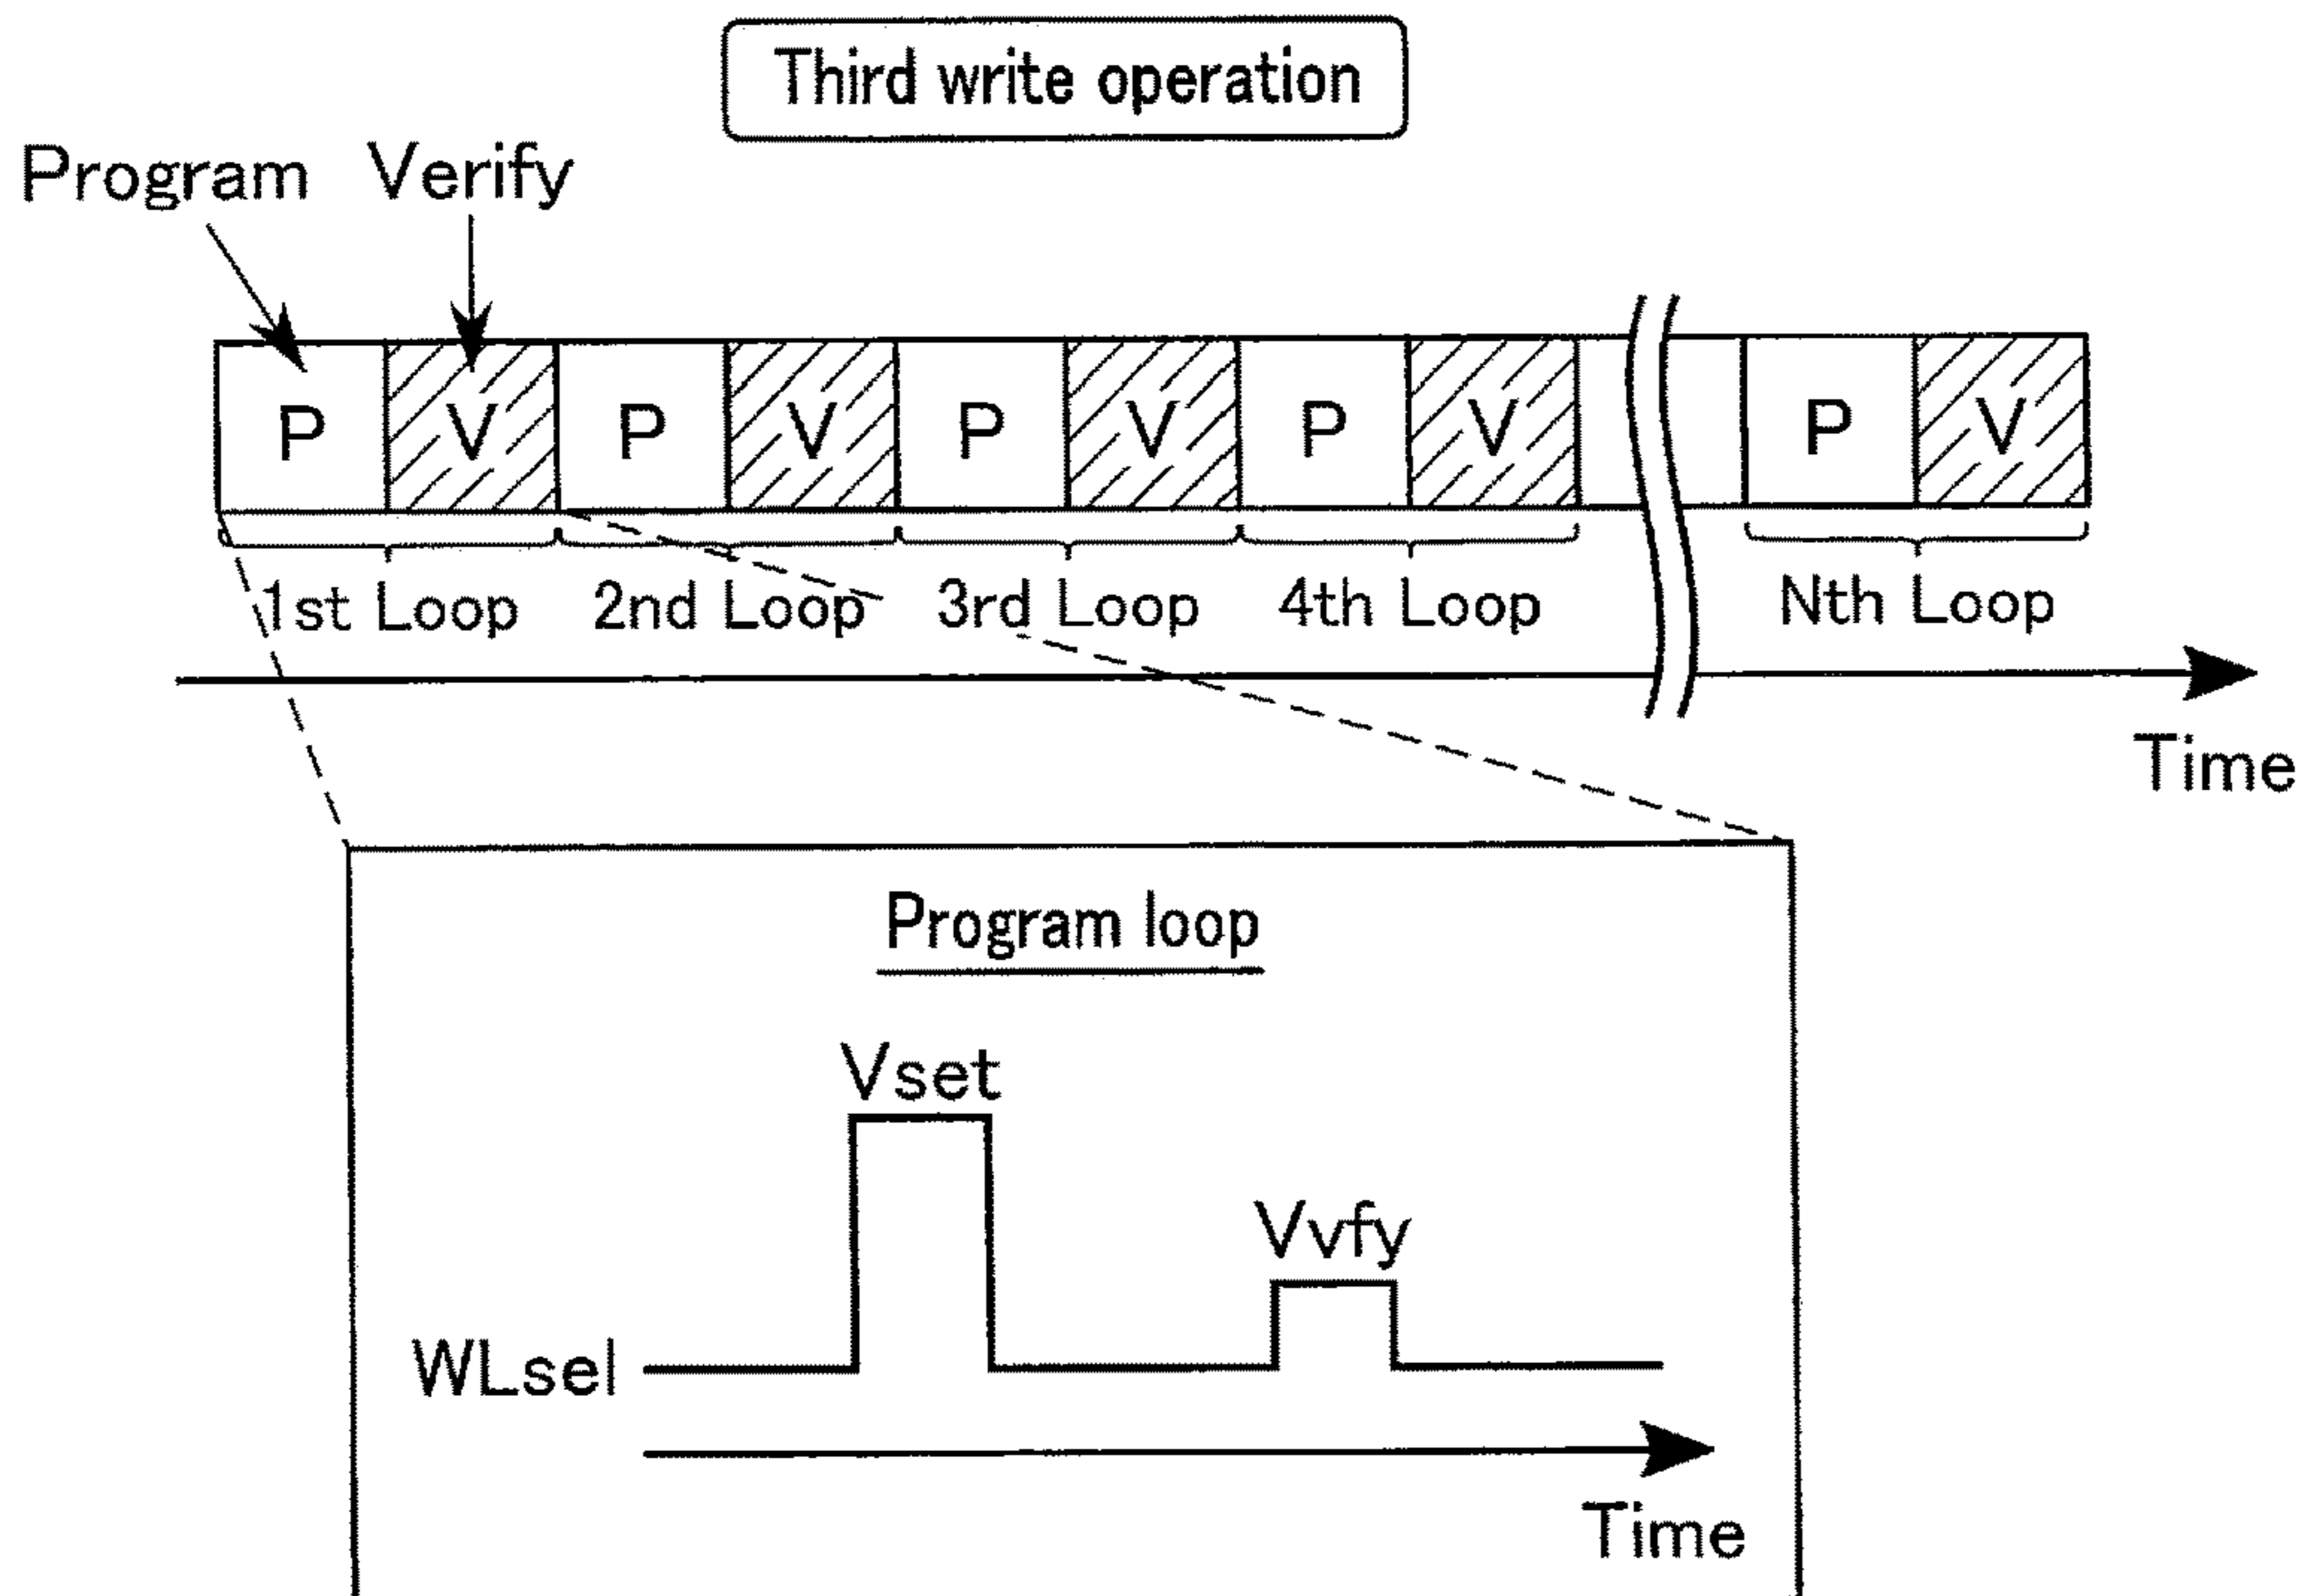 Third write operation
Program Verify
P V P V P V P V P V
1st Loop 2nd Loop 3rd Loop 4th Loop Nth Loop
Time
Program loop
Vset
Vvfy
WLsel
Time